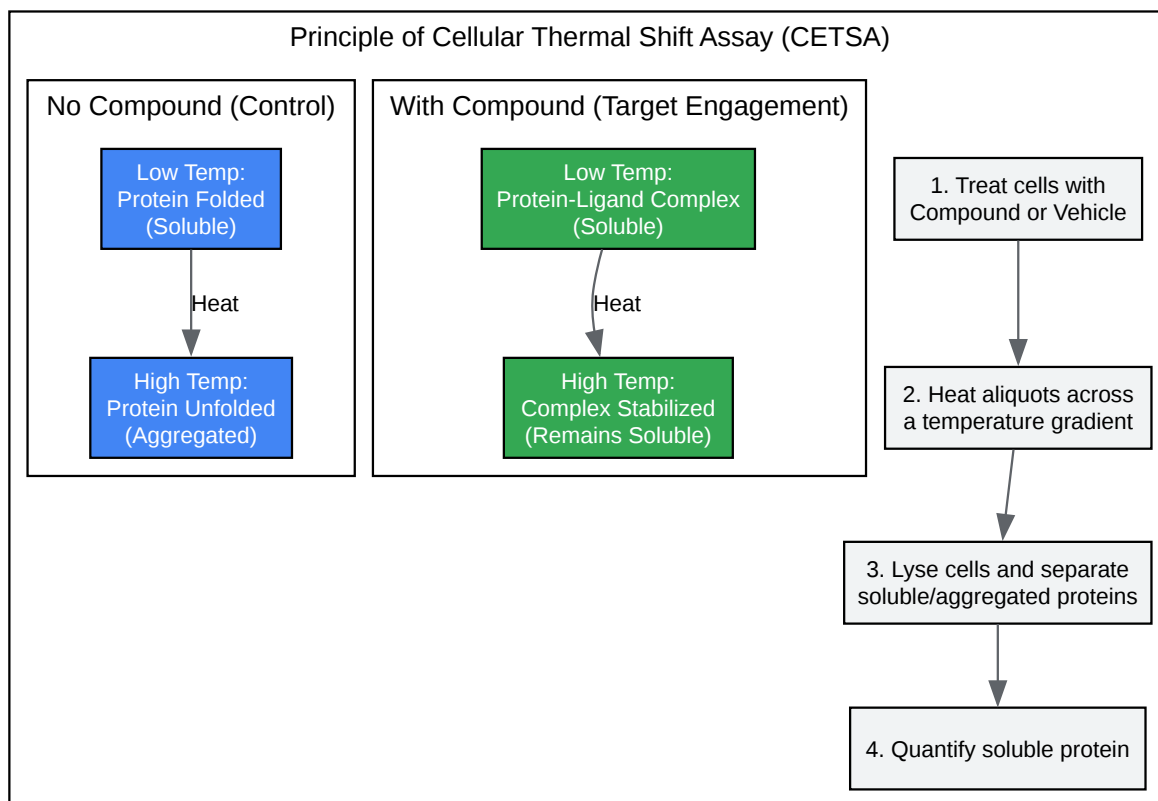 Principle of Cellular Thermal Shift Assay (CETSA)
No Compound (Control)
Low Temp:
Protein Folded
(Soluble)
Heat
High Temp:
Protein Unfolded
(Aggregated)
With Compound (Target Engagement)
Low Temp:
Protein-Ligand Complex
(Soluble)
Heat
High Temp:
Complex Stabilized
(Remains Soluble)
1. Treat cells with
Compound or Vehicle
2. Heat aliquots across
a temperature gradient
3. Lyse cells and separate
soluble/aggregated proteins
4. Quantify soluble protein